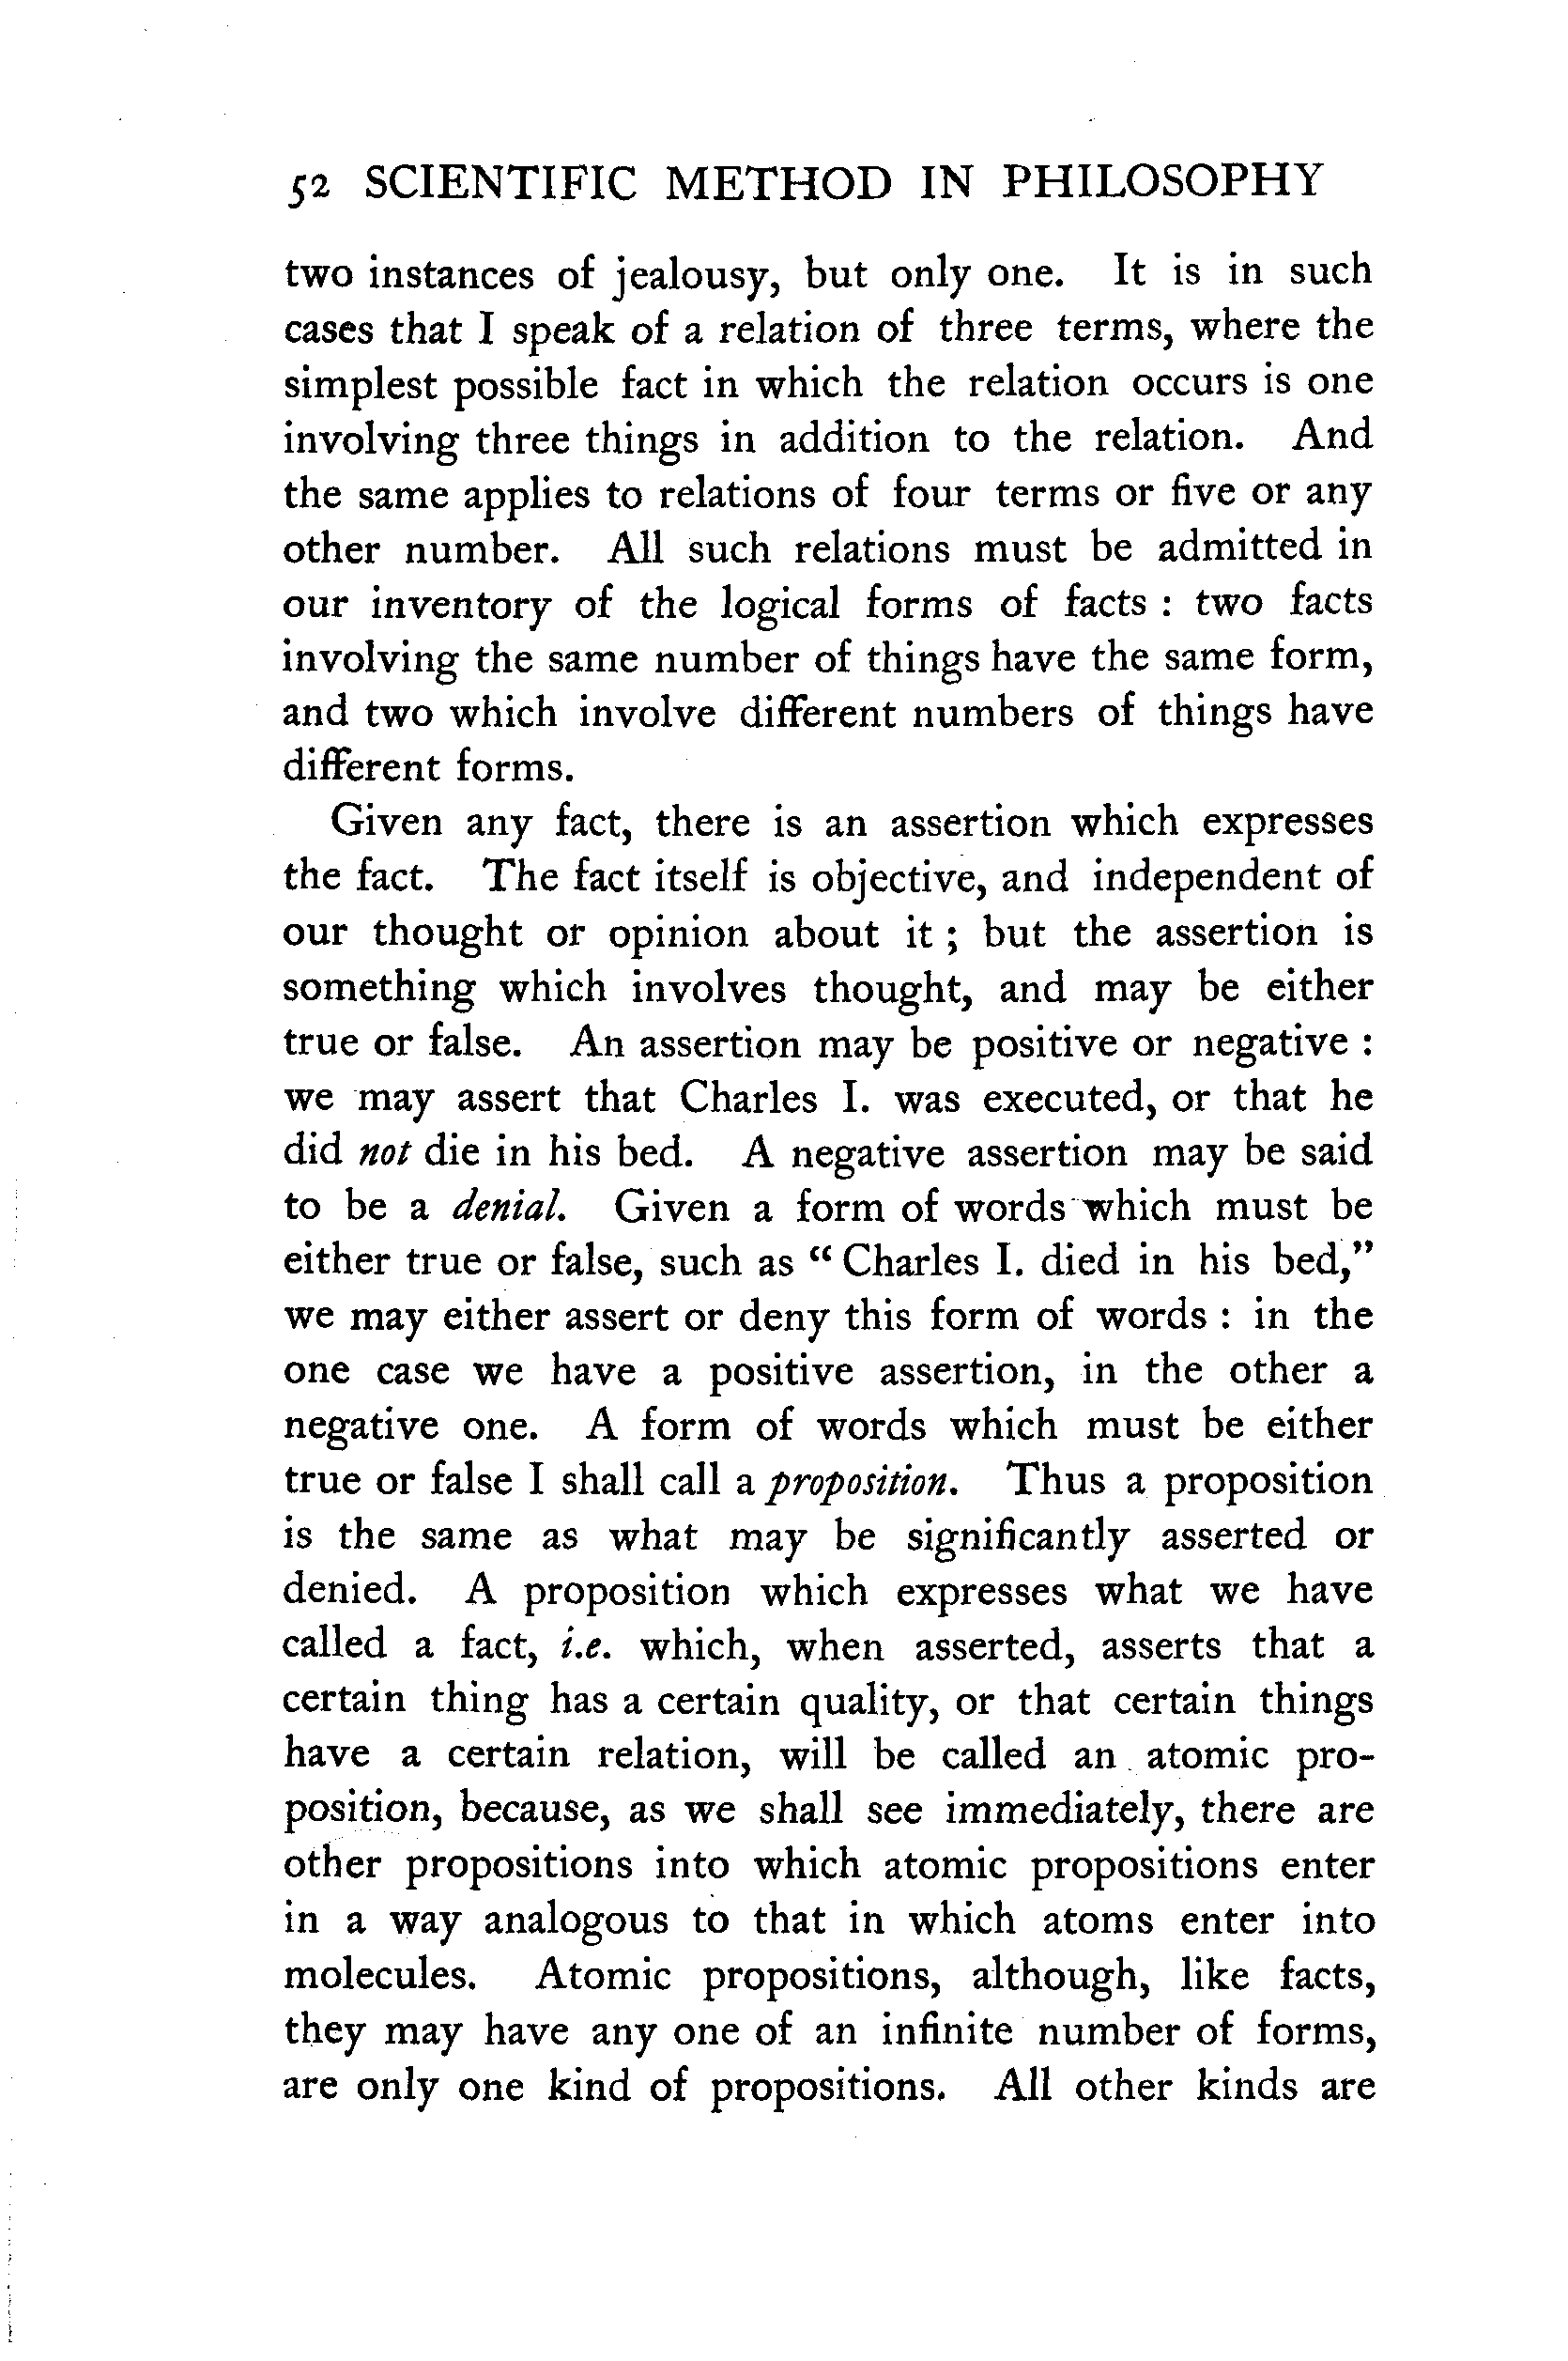 52 SCIENTIFIC METHOD IN PHILOSOPHY
two instances of jealousy, but only one. It is in such
cases that I speak of a relation of three terms, where the
simplest possible fact in which the relation occurs is one
involving three things in addition to the relation. And
the same applies to relations of four terms or five or any
other number. All such relations must be admitted in
our inventory of the logical forms of facts : two facts
involving the same number of things have the same form,
and two which involve different numbers of things have
different forms.
Given any fact, there is an assertion which expresses
the fact. The fact itself is objective, and independent of
our thought or opinion about it ; but the assertion is
something which involves thought, and may be either
true or false. An assertion may be positive or negative :
we may assert that Charles I. was executed, or that he
did not die in his bed. A negative assertion may be said
to be a denial. Given a form of words which must be
either true or false, such as “ Charles I. died in his bed,”
we may either assert or deny this form of words : in the
one case we have a positive assertion, in the other a
negative one. A form of words which must be either
true or false I shall call a proposition. Thus a proposition
is the same as what may be significantly asserted or
denied. A proposition which expresses what we have
called a fact, i.e. which, when asserted, asserts that a
certain thing has a certain quality, or that certain things
have a certain relation, will be called an atomic pro-
position, because, as we shall see immediately, there are
other propositions into which atomic propositions enter
in a way analogous to that in which atoms enter into
molecules. Atomic propositions, although, like facts,
they may have any one of an infinite number of forms,
are only one kind of propositions. All other kinds are